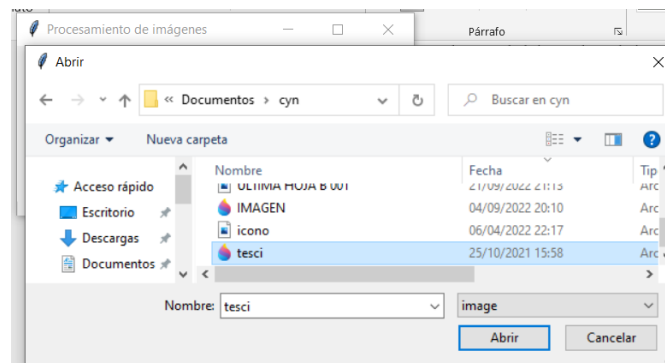 Procesamiento de imágenes
Párrafo
Abrir
« Documentos > cyn
Buscar en cyn
Organizar
Nueva carpeta
Nombre Fecha Tip
ULTIMA HOJA B 001 21/09/2022 21:13 Arc
Acceso rápido
IMAGEN 04/09/2022 20:10 Arc
Escritorio
icono 06/04/2022 22:17 Arc
Descargas
tesci 25/10/2021 15:58 Arc
Documentos
Nombre: tesci
image
Abrir
Cancelar